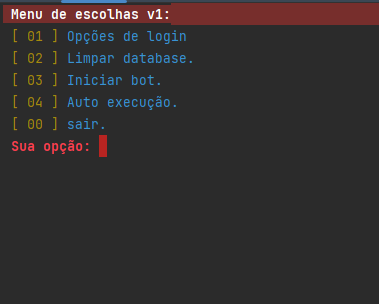 Menu de escolhas v1:
[ 01 ] Opções de login
[ 02 ] Limpar database.
[ 03 ] Iniciar bot.
[ 04 ] Auto execução.
[ 00 ] sair.
Sua opção: